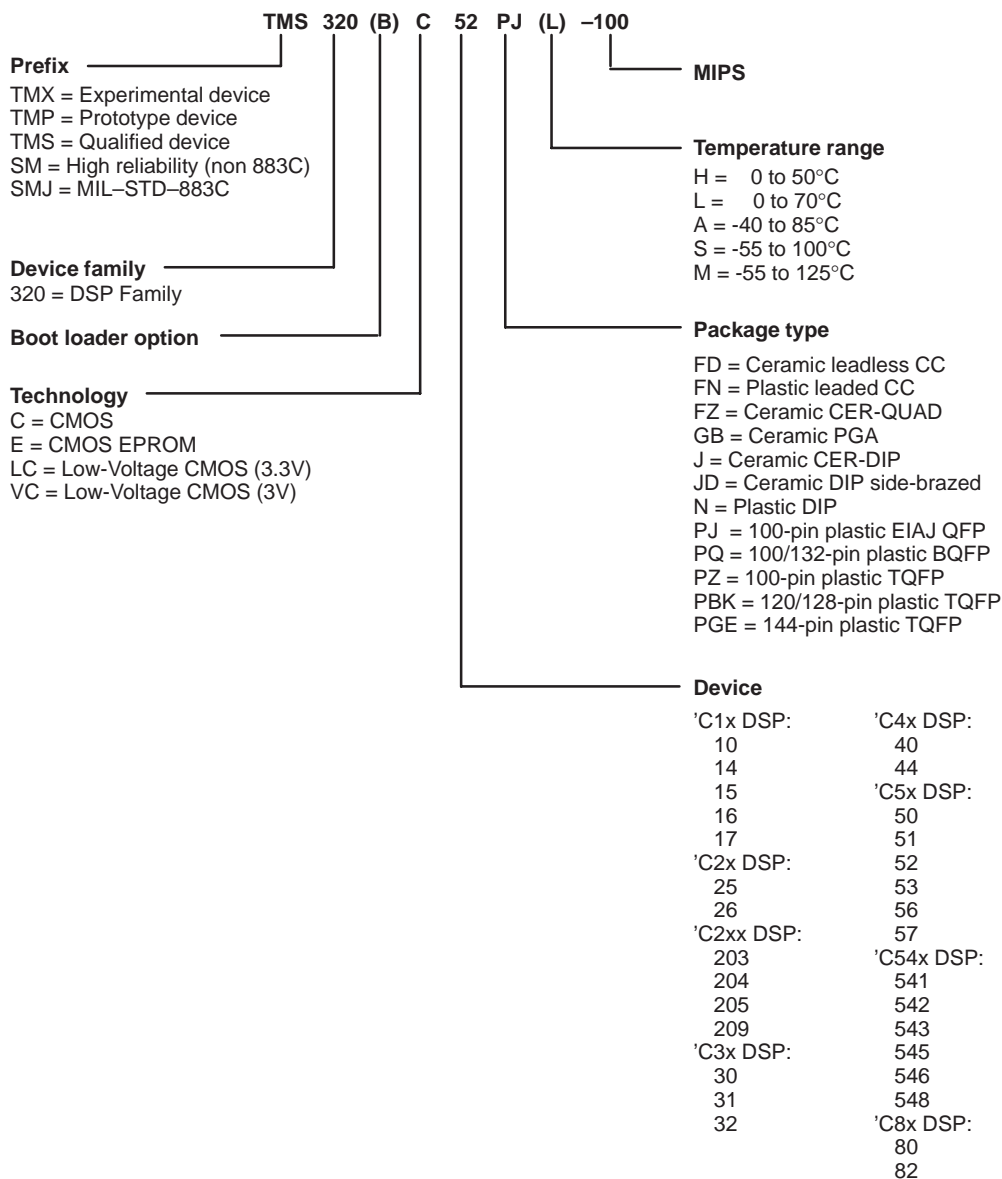 TMS 320 (B) C 52 PJ (L) –100
Prefix
TMX = Experimental device
TMP = Prototype device
TMS = Qualified device
SM = High reliability (non 883C)
SMJ = MIL–STD–883C
Device family
320 = DSP Family
Boot loader option
Technology
C = CMOS
E = CMOS EPROM
LC = Low-Voltage CMOS (3.3V)
VC = Low-Voltage CMOS (3V)
MIPS
Temperature range
H = 0 to 50°C
L = 0 to 70°C
A = -40 to 85°C
S = -55 to 100°C
M = -55 to 125°C
Package type
FD = Ceramic leadless CC
FN = Plastic leaded CC
FZ = Ceramic CER-QUAD
GB = Ceramic PGA
J = Ceramic CER-DIP
JD = Ceramic DIP side-brazed
N = Plastic DIP
PJ = 100-pin plastic EIAJ QFP
PQ = 100/132-pin plastic BQFP
PZ = 100-pin plastic TQFP
PBK = 120/128-pin plastic TQFP
PGE = 144-pin plastic TQFP
Device
’C1x DSP:
10
14
15
16
17
’C2x DSP:
25
26
’C2xx DSP:
203
204
205
209
’C3x DSP:
30
31
32
’C4x DSP:
40
44
’C5x DSP:
50
51
52
53
56
57
’C54x DSP:
541
542
543
545
546
548
’C8x DSP:
80
82